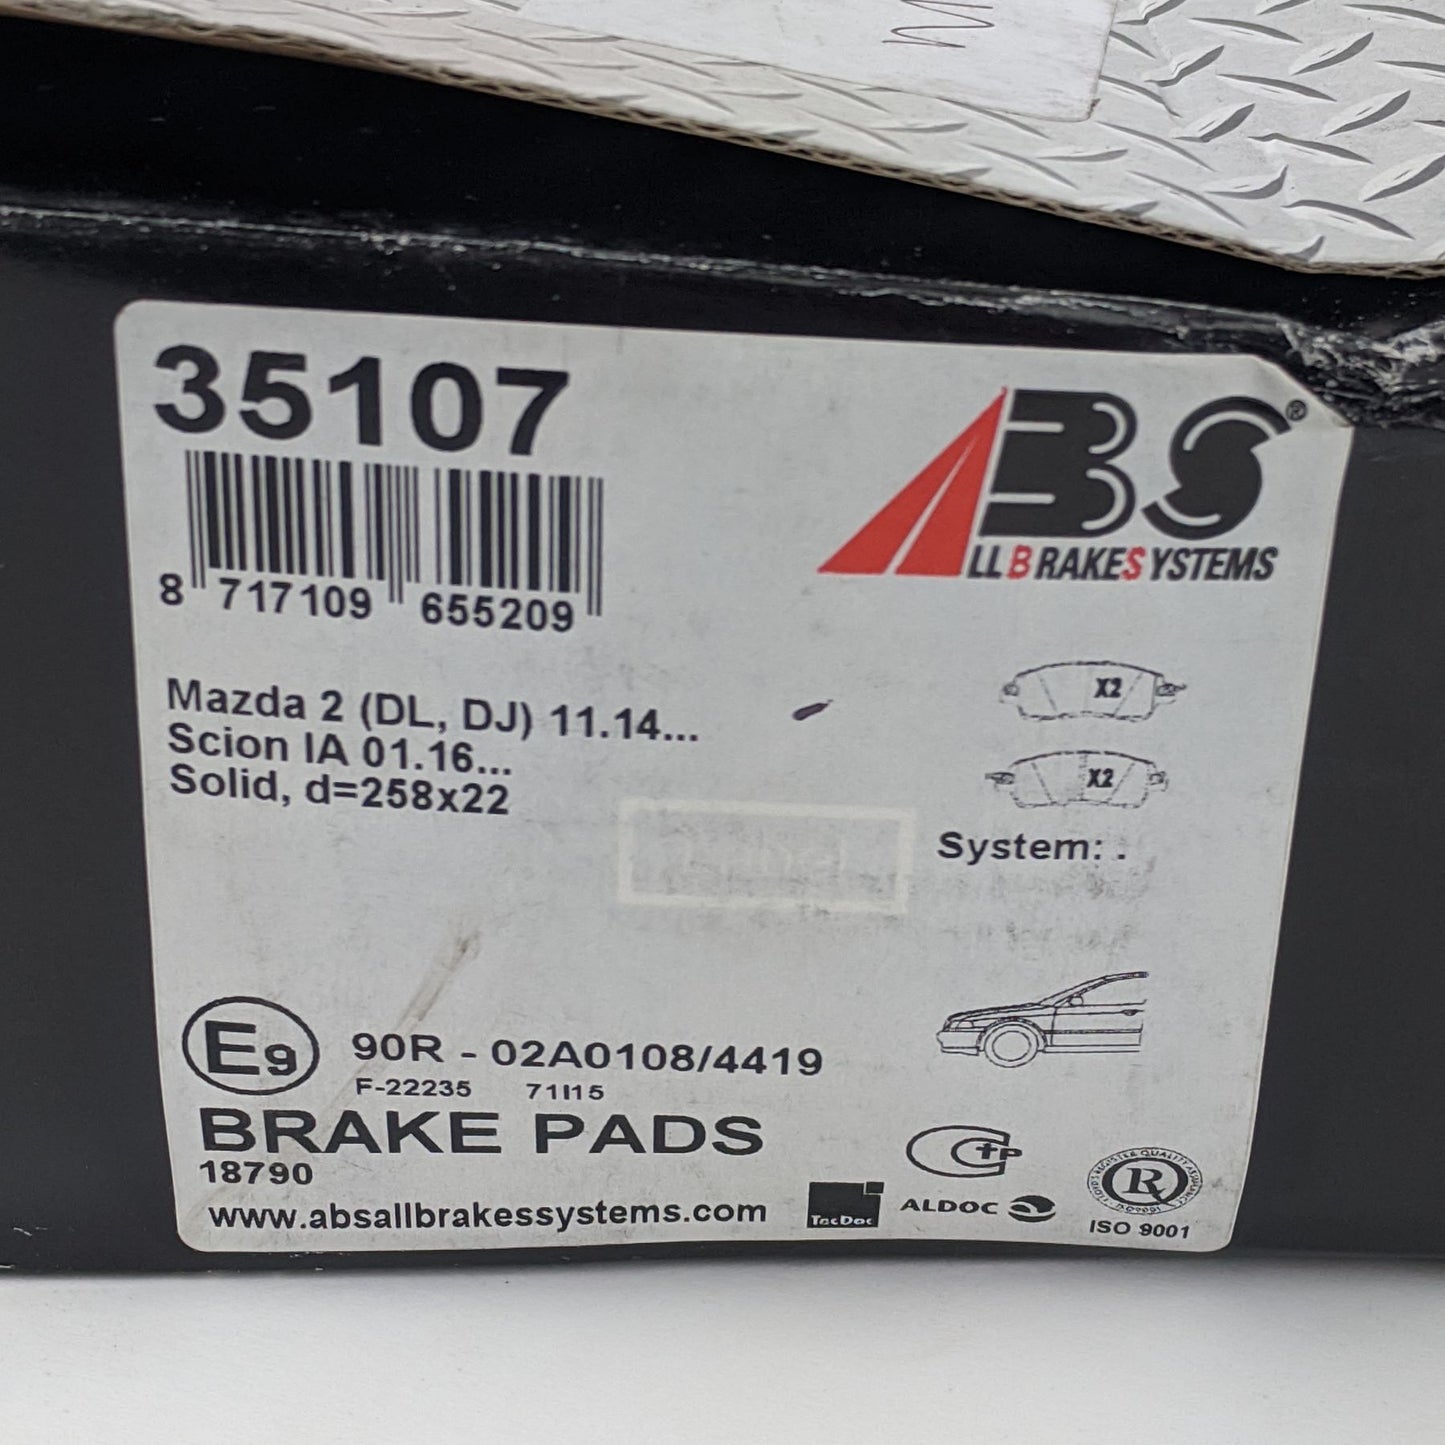 35107
ABS®
ALL BRAKE SYSTEMS
8 717109 655209
Mazda 2 (DL, DJ) 11.14...
Scion IA 01.16...
Solid, d=258x22
X2
X2
System: .
E9 90R - 02A0108/4419
F-22235 71I15
BRAKE PADS
18790
www.absallbrakessystems.com
TecDoc
ALDOC
ISO 9001